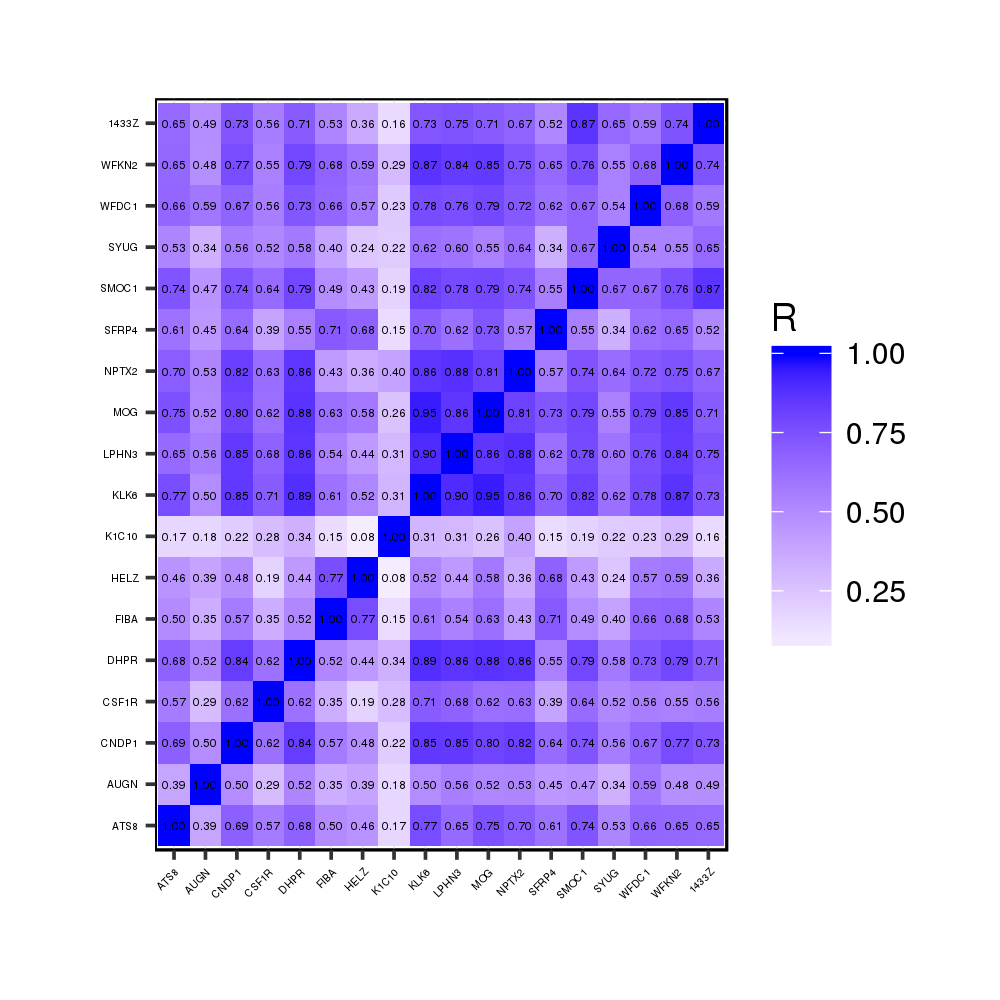 1433Z 0.65 0.49 0.73 0.56 0.71 0.53 0.36 0.16 0.73 0.75 0.71 0.67 0.52 0.87 0.65 0.59 0.74 1.00
WFKN2 0.65 0.48 0.77 0.55 0.79 0.68 0.59 0.29 0.87 0.84 0.85 0.75 0.65 0.76 0.55 0.68 1.00 0.74
WFDC1 0.66 0.59 0.67 0.56 0.73 0.66 0.57 0.23 0.78 0.76 0.79 0.72 0.62 0.67 0.54 1.00 0.68 0.59
SYUG 0.53 0.34 0.56 0.52 0.58 0.40 0.24 0.22 0.62 0.60 0.55 0.64 0.34 0.67 1.00 0.54 0.55 0.65
SMOC1 0.74 0.47 0.74 0.64 0.79 0.49 0.43 0.19 0.82 0.78 0.79 0.74 0.55 1.00 0.67 0.67 0.76 0.87
SFRP4 0.61 0.45 0.64 0.39 0.55 0.71 0.68 0.15 0.70 0.62 0.73 0.57 1.00 0.55 0.34 0.62 0.65 0.52
NPTX2 0.70 0.53 0.82 0.63 0.86 0.43 0.36 0.40 0.86 0.88 0.81 1.00 0.57 0.74 0.64 0.72 0.75 0.67
MOG 0.75 0.52 0.80 0.62 0.88 0.63 0.58 0.26 0.95 0.86 1.00 0.81 0.73 0.79 0.55 0.79 0.85 0.71
LPHN3 0.65 0.56 0.85 0.68 0.86 0.54 0.44 0.31 0.90 1.00 0.86 0.88 0.62 0.78 0.60 0.76 0.84 0.75
KLK6 0.77 0.50 0.85 0.71 0.89 0.61 0.52 0.31 1.00 0.90 0.95 0.86 0.70 0.82 0.62 0.78 0.87 0.73
K1C10 0.17 0.18 0.22 0.28 0.34 0.15 0.08 1.00 0.31 0.31 0.26 0.40 0.15 0.19 0.22 0.23 0.29 0.16
HELZ 0.46 0.39 0.48 0.19 0.44 0.77 1.00 0.08 0.52 0.44 0.58 0.36 0.68 0.43 0.24 0.57 0.59 0.36
FIBA 0.50 0.35 0.57 0.35 0.52 1.00 0.77 0.15 0.61 0.54 0.63 0.43 0.71 0.49 0.40 0.66 0.68 0.53
DHPR 0.68 0.52 0.84 0.62 1.00 0.52 0.44 0.34 0.89 0.86 0.88 0.86 0.55 0.79 0.58 0.73 0.79 0.71
CSF1R 0.57 0.29 0.62 1.00 0.62 0.35 0.19 0.28 0.71 0.68 0.62 0.63 0.39 0.64 0.52 0.56 0.55 0.56
CNDP1 0.69 0.50 1.00 0.62 0.84 0.57 0.48 0.22 0.85 0.85 0.80 0.82 0.64 0.74 0.56 0.67 0.77 0.73
AUGN 0.39 1.00 0.50 0.29 0.52 0.35 0.39 0.18 0.50 0.56 0.52 0.53 0.45 0.47 0.34 0.59 0.48 0.49
ATS8 1.00 0.39 0.69 0.57 0.68 0.50 0.46 0.17 0.77 0.65 0.75 0.70 0.61 0.74 0.53 0.66 0.65 0.65
ATS8 AUGN CNDP1 CSF1R DHPR FIBA HELZ K1C10 KLK6 LPHN3 MOG NPTX2 SFRP4 SMOC1 SYUG WFDC1 WFKN2 1433Z
R
1.00
0.75
0.50
0.25